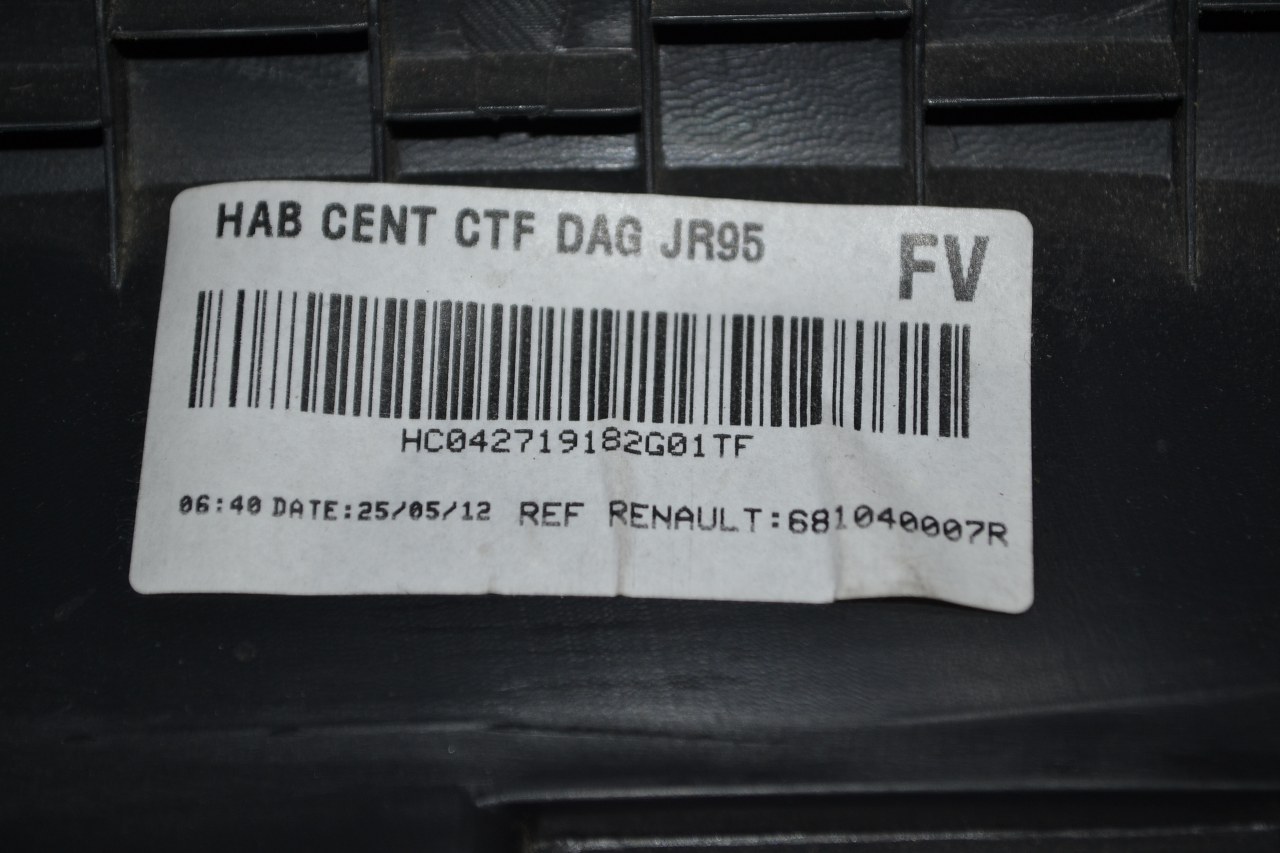 HAB CENT CTF DAG JR95
FV
HC042719182G01TF
06:40 DATE:25/05/12 REF RENAULT:681040007R